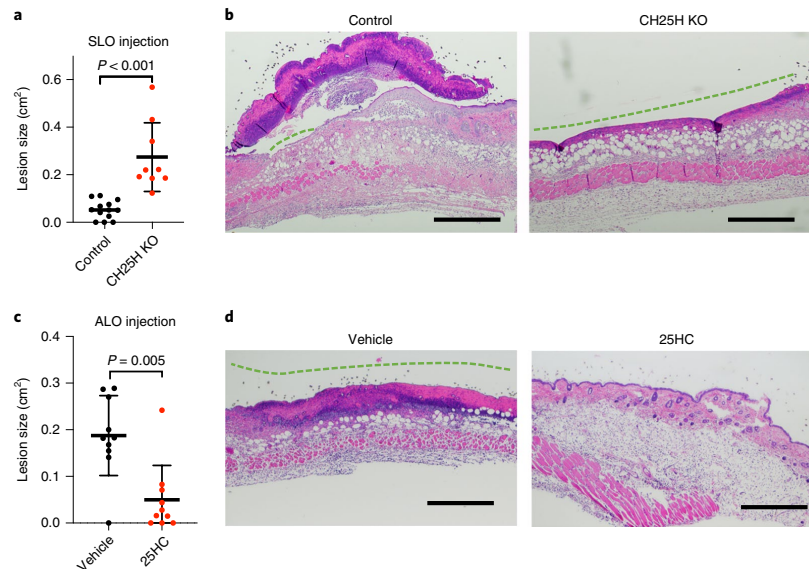 a
SLO injection
P < 0.001
Lesion size (cm²)
0.6
0.4
0.2
0.0
Control
CH25H KO
b
Control
CH25H KO
c
ALO injection
P = 0.005
Lesion size (cm²)
0.4
0.3
0.2
0.1
0.0
Vehicle
25HC
d
Vehicle
25HC